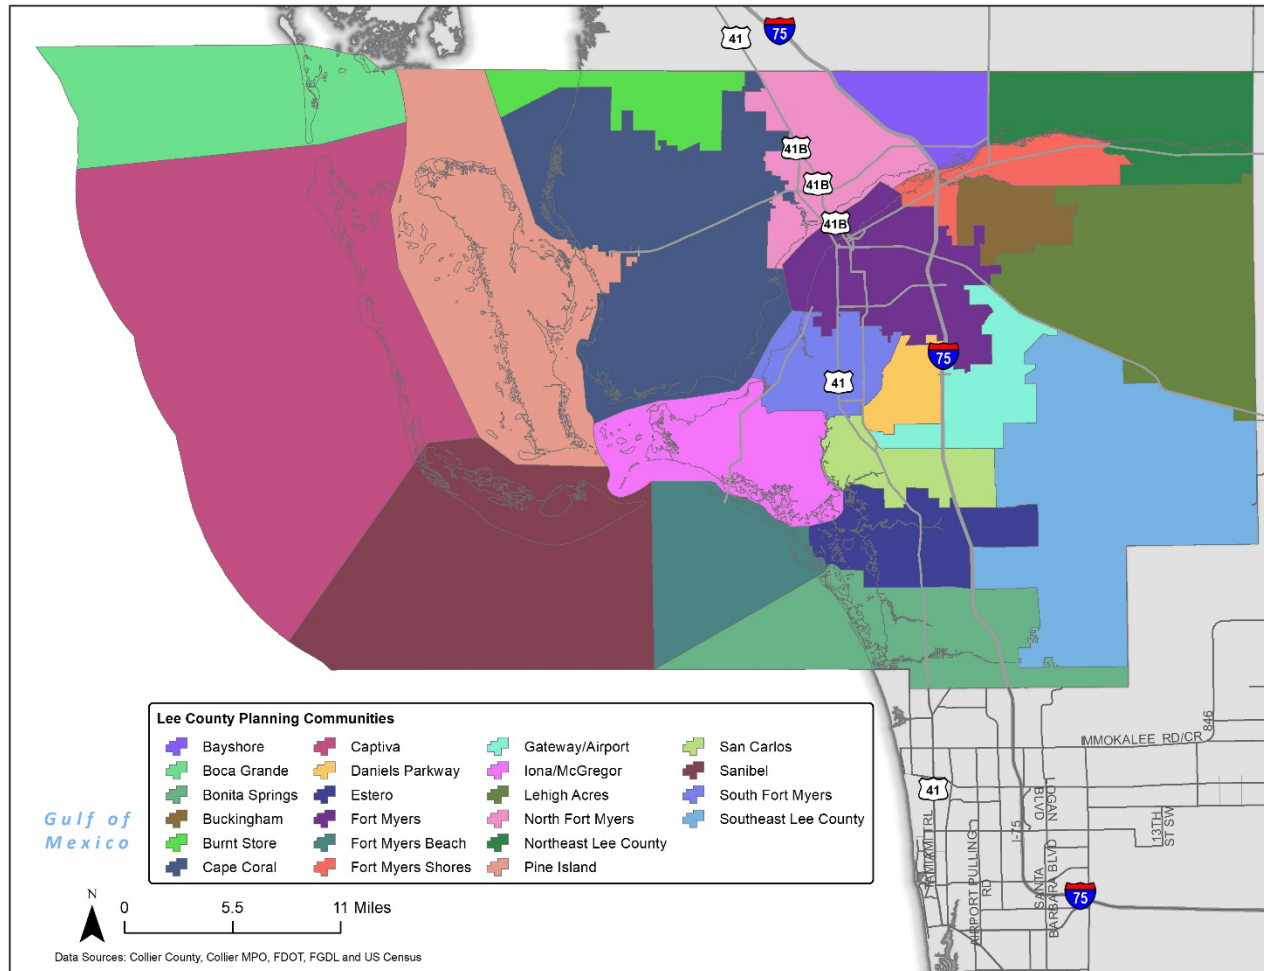 41
75
41B
41B
41B
75
41
IMMOKALEE RD/CR
846
LOGAN
BLVD
41
TAMIAMI TRL
AIRPORT PULLING
RD
I-75
13TH
ST SW
SANTA
BARBARA BLVD
75
Lee County Planning Communities
Bayshore
Captiva
Gateway/Airport
San Carlos
Boca Grande
Daniels Parkway
Iona/McGregor
Sanibel
Bonita Springs
Estero
Lehigh Acres
South Fort Myers
Buckingham
Fort Myers
North Fort Myers
Southeast Lee County
Burnt Store
Fort Myers Beach
Northeast Lee County
Cape Coral
Fort Myers Shores
Pine Island
Gulf of
Mexico
N
0 5.5 11 Miles
Data Sources: Collier County, Collier MPO, FDOT, FGDL and US Census